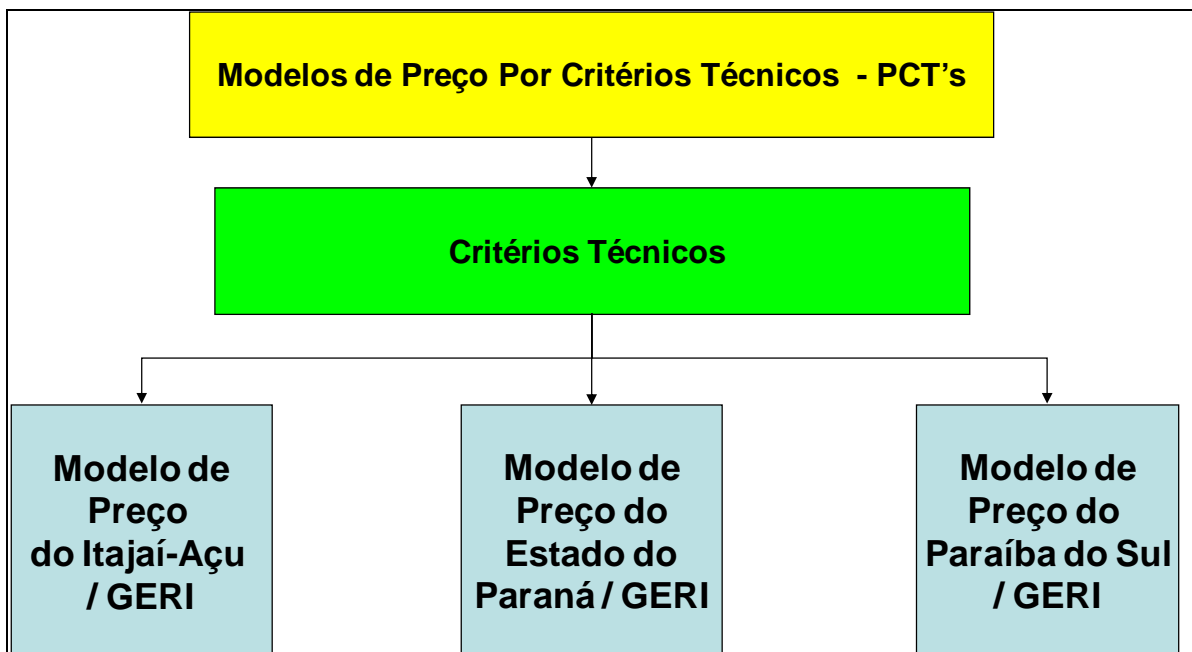 Modelos de Preço Por Critérios Técnicos - PCT's
Critérios Técnicos
Modelo de
Preço
do Itajaí-Açu
/ GERI
Modelo de
Preço do
Estado do
Paraná / GERI
Modelo de
Preço do
Paraíba do Sul
/ GERI